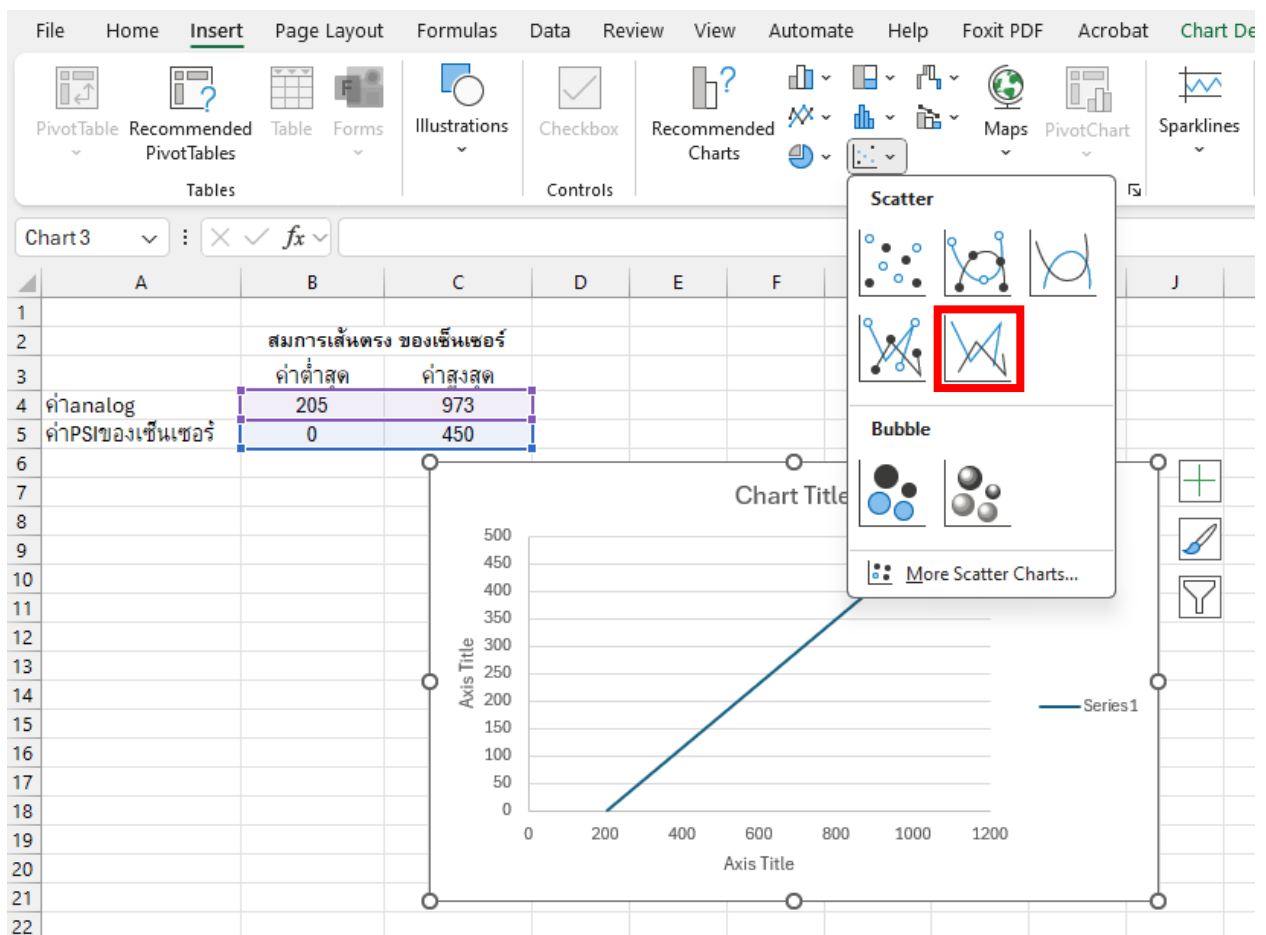 File Home Insert Page Layout Formulas Data Review View Automate Help Foxit PDF Acrobat Chart De
PivotTable Recommended PivotTables Table Forms Illustrations Checkbox Recommended Charts Maps PivotChart Sparklines
Tables Controls
Scatter
Chart 3 fx
A B C D E F J
1
2 สมการเส้นตรง ของเซ็นเซอร์
3 ค่าต่ำสุด ค่าสูงสุด
4 ค่าanalog 205 973
5 ค่าPSIของเซ็นเซอร์ 0 450
Bubble
More Scatter Charts...
6
7
8
9
10
11
12
13
14
15
16
17
18
19
20
21
22
Chart Title
500
450
400
350
300
250
200
150
100
50
0
Axis Title
0 200 400 600 800 1000 1200
Axis Title
Series1